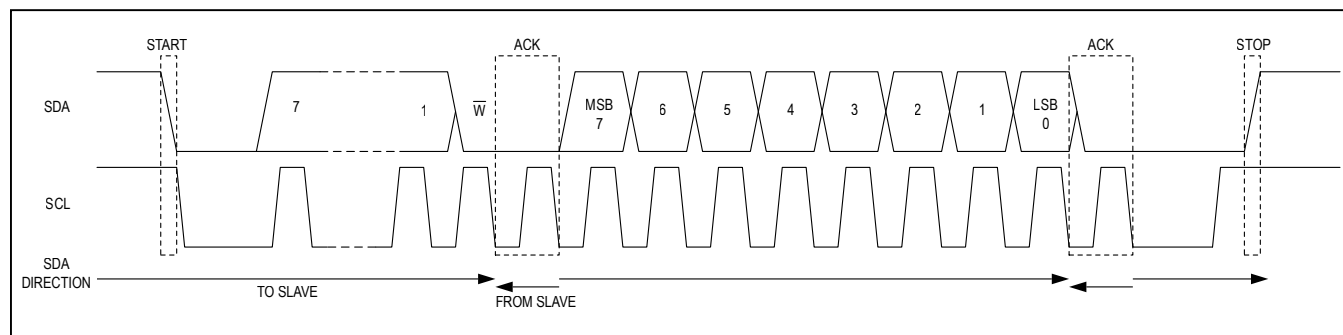 START ACK ACK STOP
SDA 7 1 W̅ MSB 7 6 5 4 3 2 1 LSB 0
SCL
SDA DIRECTION
TO SLAVE FROM SLAVE